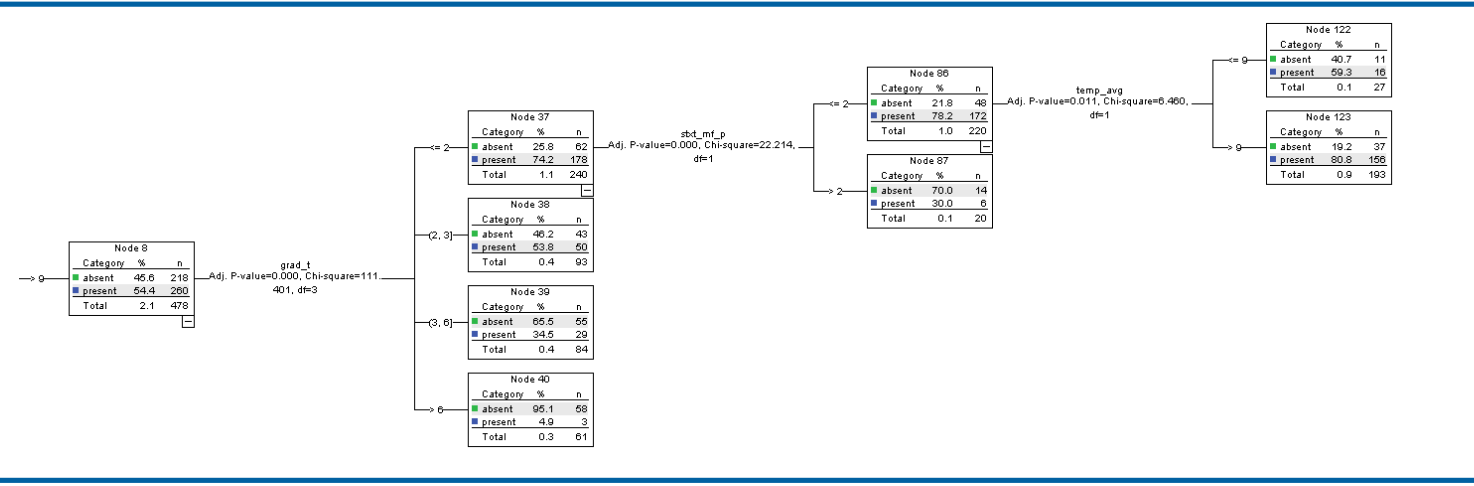 > 9
Node 8
Category % n
absent 45.6 218
present 54.4 260
Total 2.1 478
grad_t
Adj. P-value=0.000, Chi-square=111.
401, df=3
<= 2
Node 37
Category % n
absent 25.8 62
present 74.2 178
Total 1.1 240
(2, 3]
Node 38
Category % n
absent 46.2 43
present 53.8 50
Total 0.4 93
(3, 6]
Node 39
Category % n
absent 65.5 55
present 34.5 29
Total 0.4 84
> 6
Node 40
Category % n
absent 95.1 58
present 4.9 3
Total 0.3 61
stxt_mf_p
Adj. P-value=0.000, Chi-square=22.214,
df=1
<= 2
Node 86
Category % n
absent 21.8 48
present 78.2 172
Total 1.0 220
> 2
Node 87
Category % n
absent 70.0 14
present 30.0 6
Total 0.1 20
temp_avg
Adj. P-value=0.011, Chi-square=6.460,
df=1
<= 9
Node 122
Category % n
absent 40.7 11
present 59.3 16
Total 0.1 27
> 9
Node 123
Category % n
absent 19.2 37
present 80.8 156
Total 0.9 193